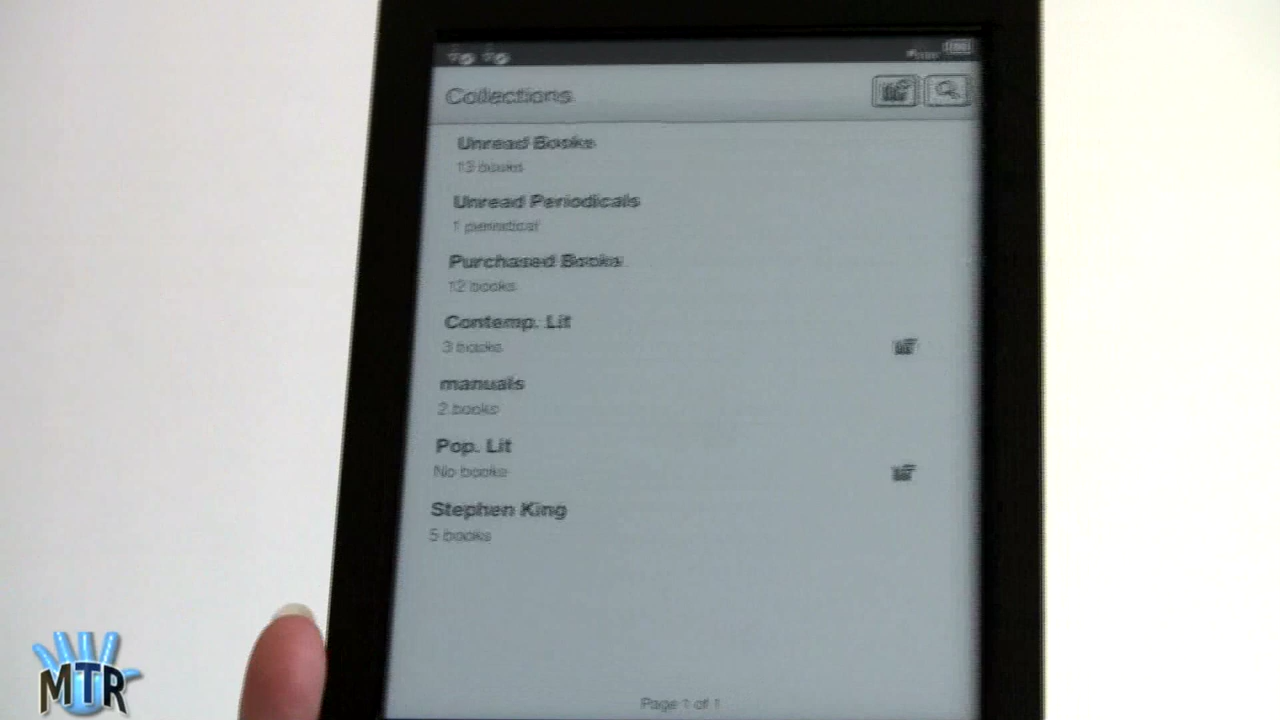 Collections
Unread Books
13 books
Unread Periodicals
1 periodical
Purchased Books
12 books
Contemp. Lit
3 books
manuals
2 books
Pop. Lit
No books
Stephen King
5 books
Page 1 of 1
MTR